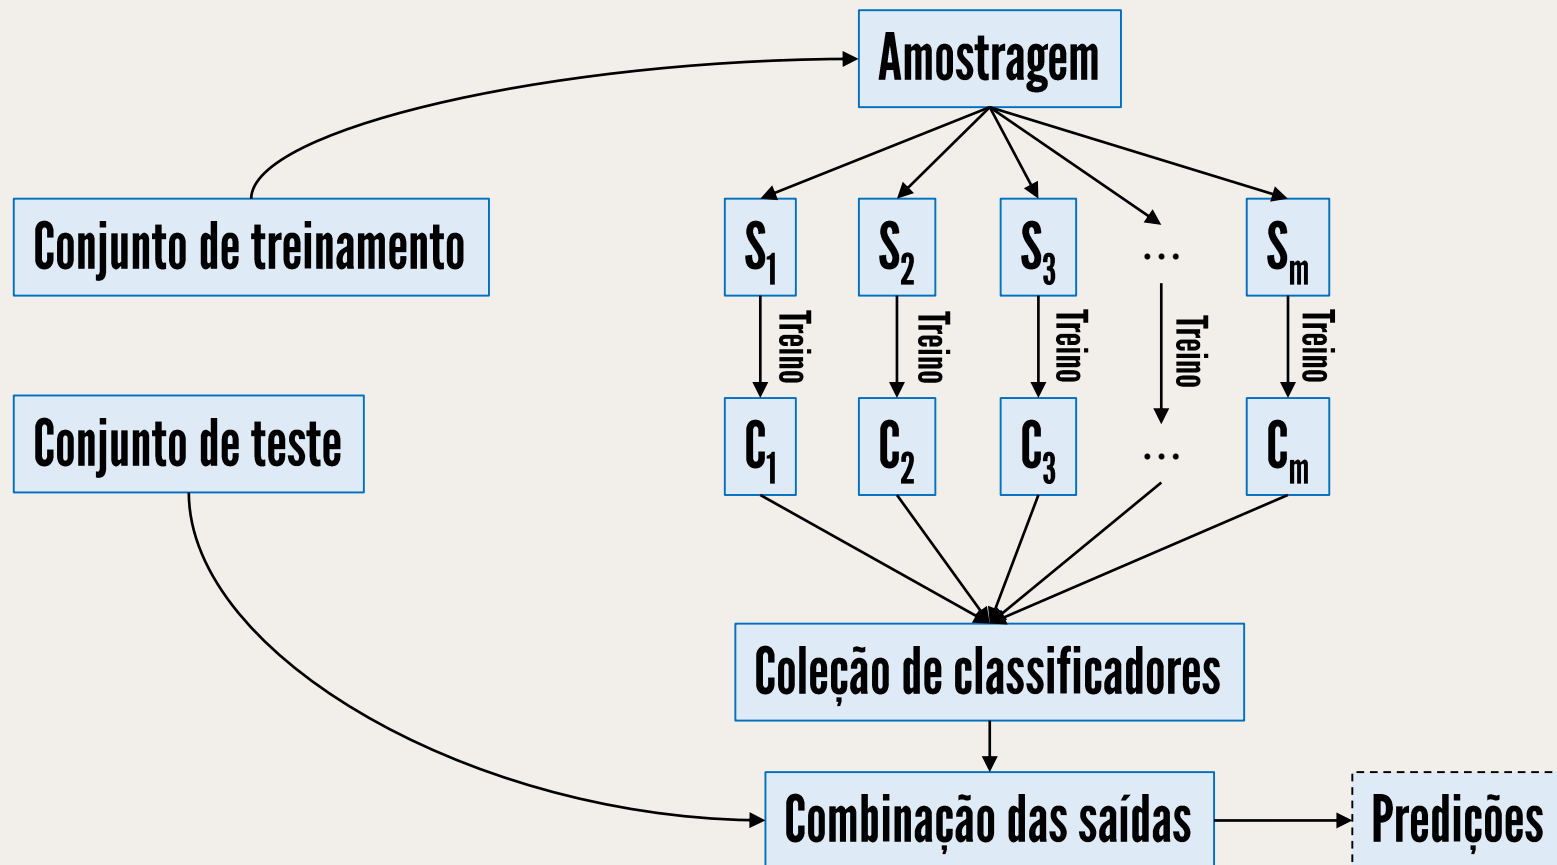 Amostragem
Conjunto de treinamento
S1 S2 S3 ... Sm
Treino Treino Treino Treino Treino
Conjunto de teste
C1 C2 C3 ... Cm
Coleção de classificadores
Combinação das saídas
Predições